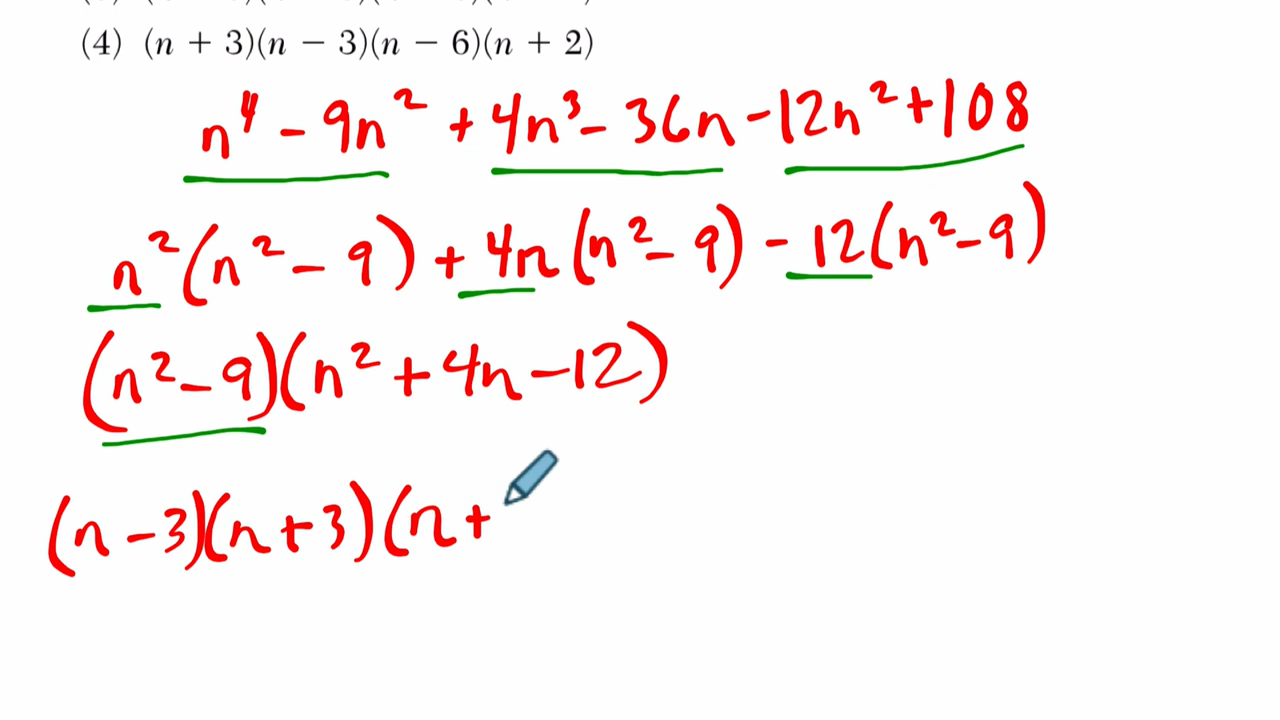 (4) (n + 3)(n − 3)(n − 6)(n + 2)
n⁴ − 9n² + 4n³ − 36n − 12n² + 108
n²(n² − 9) + 4n(n² − 9) − 12(n² − 9)
(n² − 9)(n² + 4n − 12)
(n − 3)(n + 3)(n +